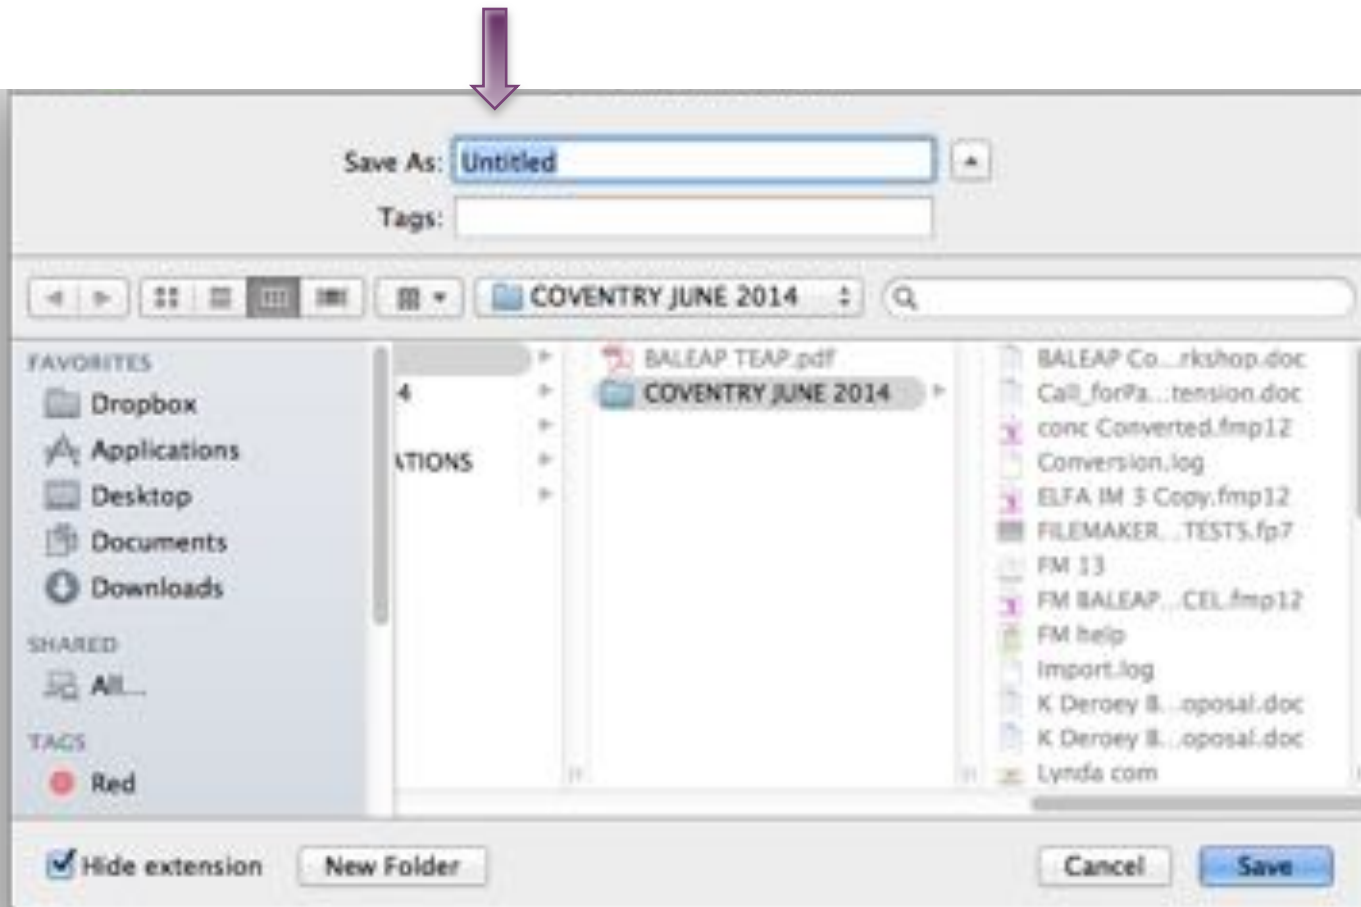 Save As: Untitled
Tags:
COVENTRY JUNE 2014
FAVORITES
Dropbox
Applications
Desktop
Documents
Downloads
SHARED
All...
TAGS
Red
4
ATIONS
BALEAP TEAP.pdf
COVENTRY JUNE 2014
BALEAP Co...rkshop.doc
Call_forPa...tension.doc
conc Converted.fmp12
Conversion.log
ELFA IM 3 Copy.fmp12
FILEMAKER...TESTS.fp7
FM 13
FM BALEAP...CEL.fmp12
FM help
Import.log
K Deroey B...oposal.doc
K Deroey B...oposal.doc
Lynda com
Hide extension
New Folder
Cancel
Save